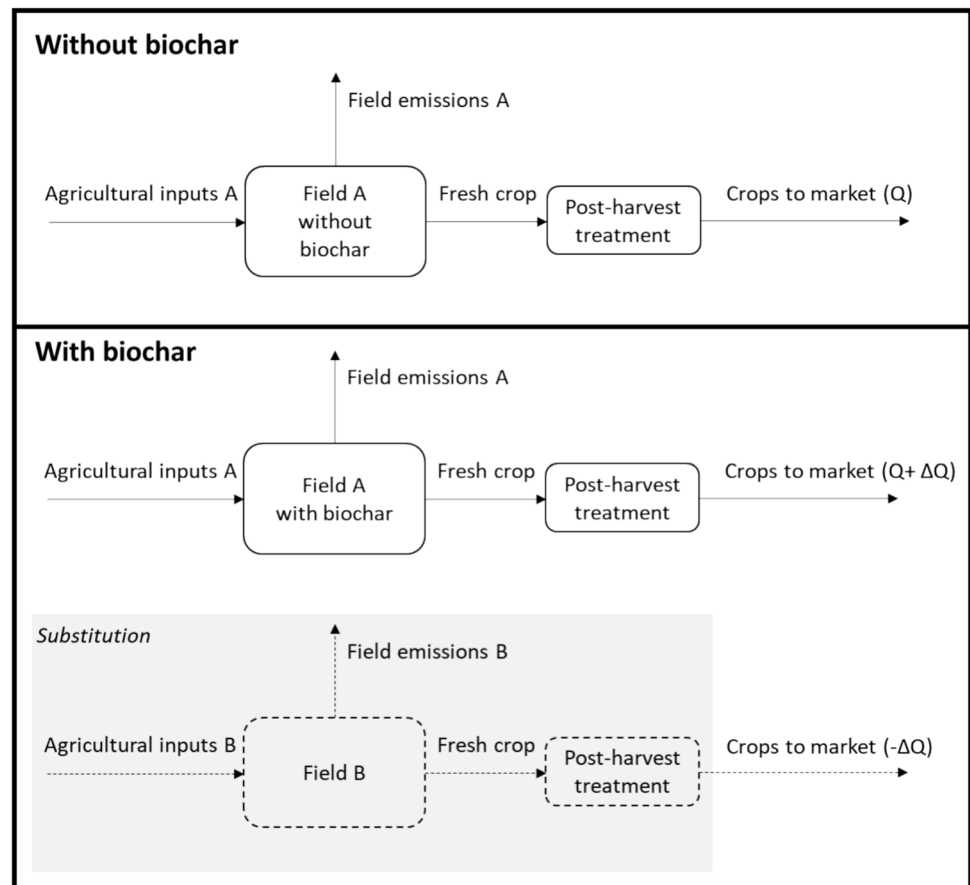 Without biochar
Field emissions A
Agricultural inputs A
Field A
without
biochar
Fresh crop
Post-harvest
treatment
Crops to market (Q)
With biochar
Field emissions A
Agricultural inputs A
Field A
with biochar
Fresh crop
Post-harvest
treatment
Crops to market (Q+ ΔQ)
Substitution
Field emissions B
Agricultural inputs B
Field B
Fresh crop
Post-harvest
treatment
Crops to market (-ΔQ)